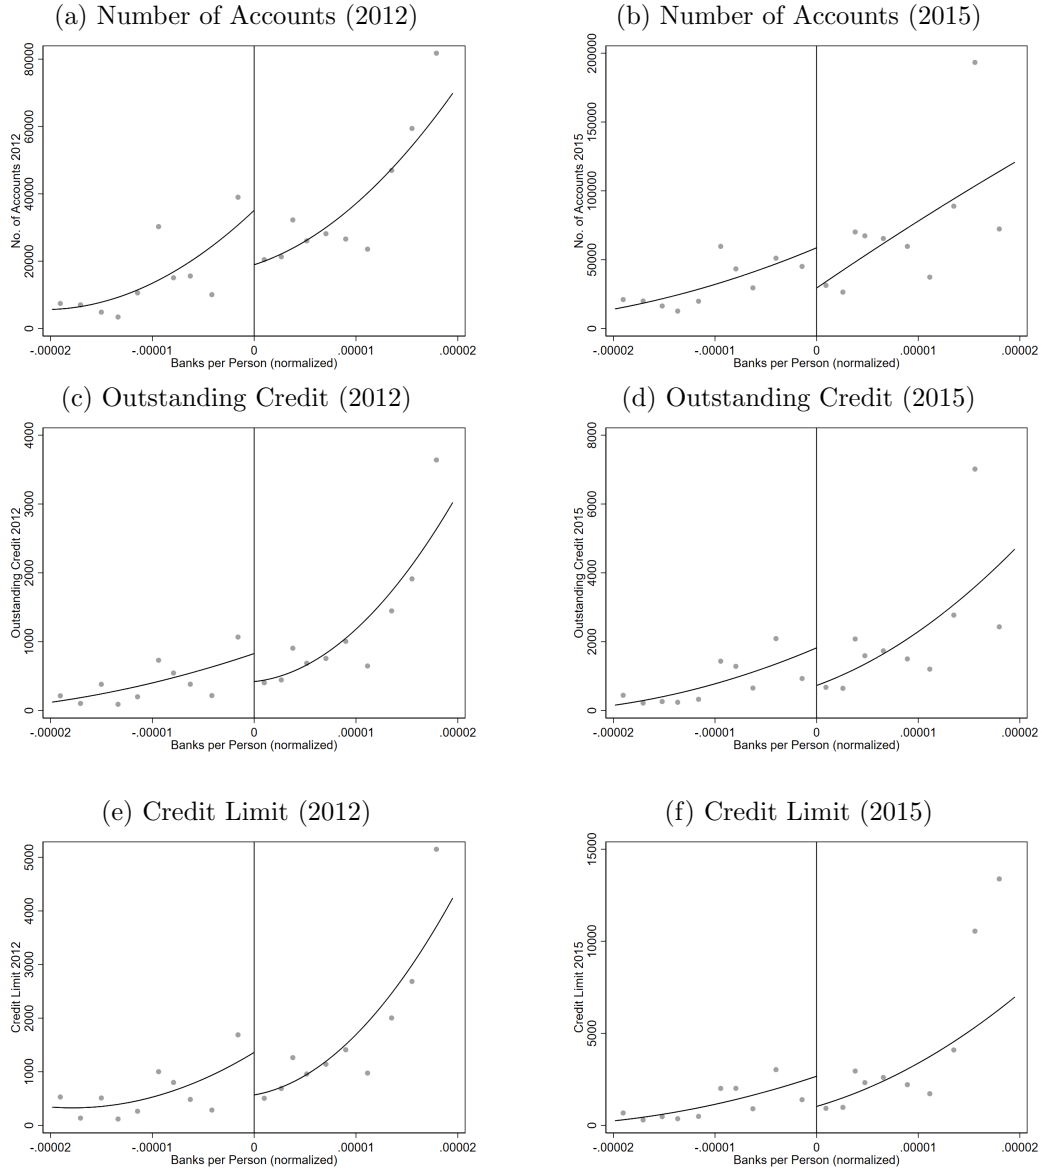 (a) Number of Accounts (2012)
No. of Accounts 2012
0 20000 40000 60000 80000
-.00002 -.00001 0 .00001 .00002
Banks per Person (normalized)
(b) Number of Accounts (2015)
No. of Accounts 2015
0 50000 100000 150000 200000
-.00002 -.00001 0 .00001 .00002
Banks per Person (normalized)
(c) Outstanding Credit (2012)
Outstanding Credit 2012
0 1000 2000 3000 4000
-.00002 -.00001 0 .00001 .00002
Banks per Person (normalized)
(d) Outstanding Credit (2015)
Outstanding Credit 2015
0 2000 4000 6000 8000
-.00002 -.00001 0 .00001 .00002
Banks per Person (normalized)
(e) Credit Limit (2012)
Credit Limit 2012
0 1000 2000 3000 4000 5000
-.00002 -.00001 0 .00001 .00002
Banks per Person (normalized)
(f) Credit Limit (2015)
Credit Limit 2015
0 5000 10000 15000
-.00002 -.00001 0 .00001 .00002
Banks per Person (normalized)